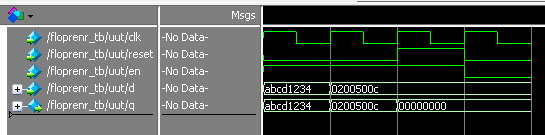 Msgs
/floprenr_tb/uut/clk -No Data-
/floprenr_tb/uut/reset -No Data-
/floprenr_tb/uut/en -No Data-
/floprenr_tb/uut/d -No Data- abcd1234 0200500c
/floprenr_tb/uut/q -No Data- abcd1234 0200500c 00000000